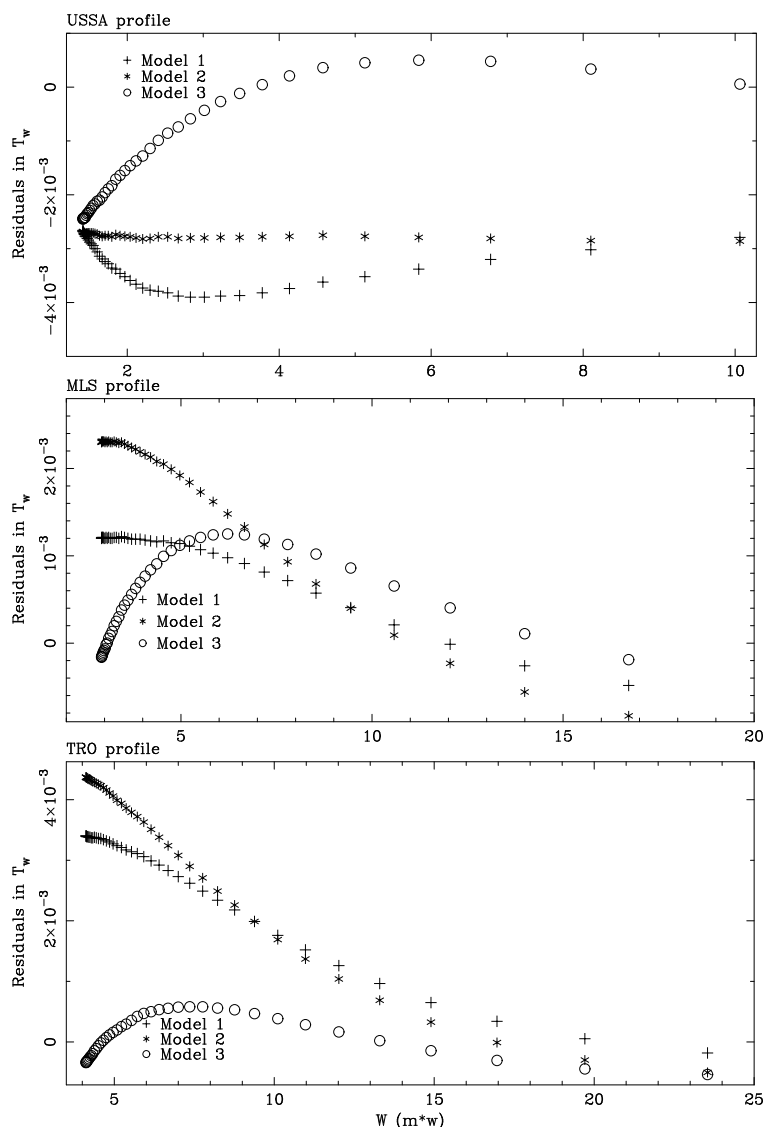 USSA profile
Residuals in T_w
0
−2×10⁻³
−4×10⁻³
Model 1
Model 2
Model 3
2 4 6 8 10
MLS profile
Residuals in T_w
2×10⁻³
10⁻³
0
Model 1
Model 2
Model 3
5 10 15 20
TRO profile
Residuals in T_w
4×10⁻³
2×10⁻³
0
Model 1
Model 2
Model 3
5 10 15 20 25
W (m*w)